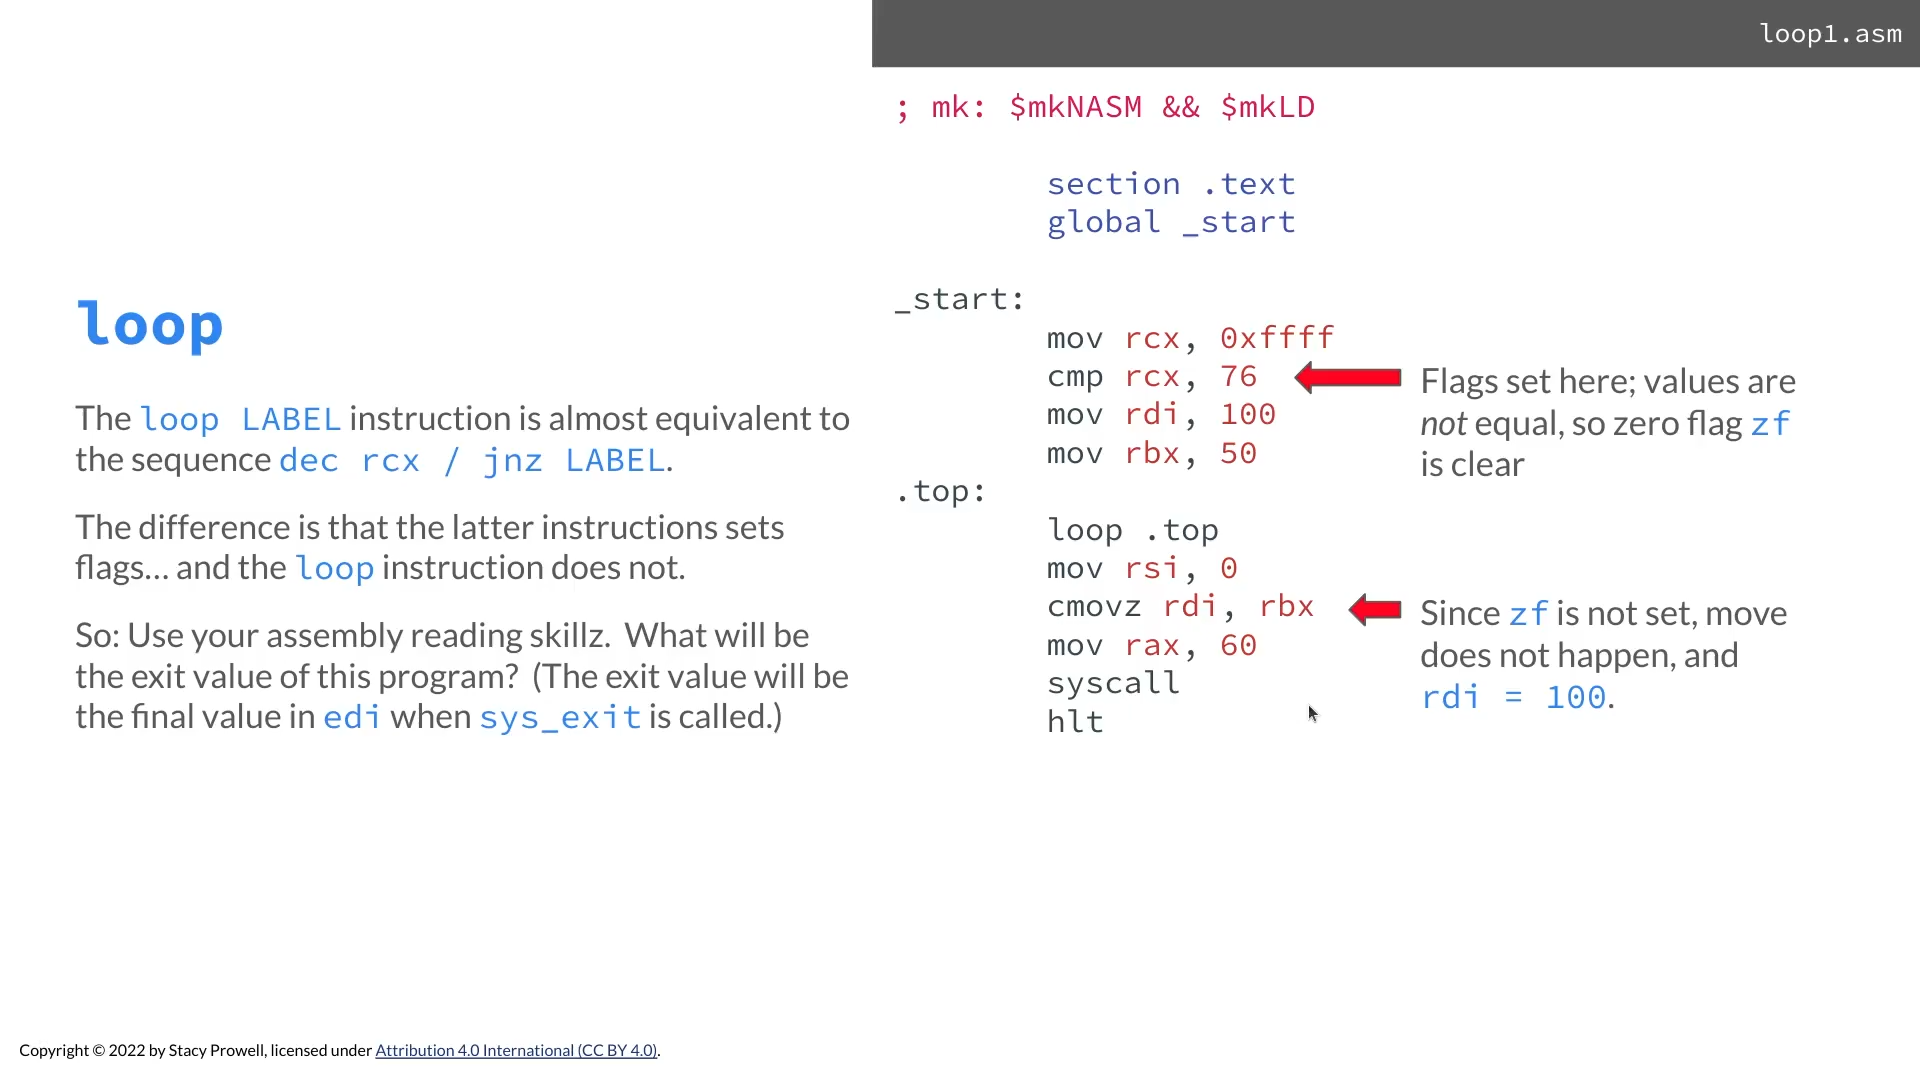 loop
The loop LABEL instruction is almost equivalent to
the sequence dec rcx / jnz LABEL.
The difference is that the latter instructions sets
flags... and the loop instruction does not.
So: Use your assembly reading skillz.  What will be
the exit value of this program?  (The exit value will be
the final value in edi when sys_exit is called.)
loop1.asm
; mk: $mkNASM && $mkLD
section .text
global _start
_start:
mov rcx, 0xffff
cmp rcx, 76
mov rdi, 100
mov rbx, 50
.top:
loop .top
mov rsi, 0
cmovz rdi, rbx
mov rax, 60
syscall
hlt
Flags set here; values are
not equal, so zero flag zf
is clear
Since zf is not set, move
does not happen, and
rdi = 100.
Copyright © 2022 by Stacy Prowell, licensed under Attribution 4.0 International (CC BY 4.0).